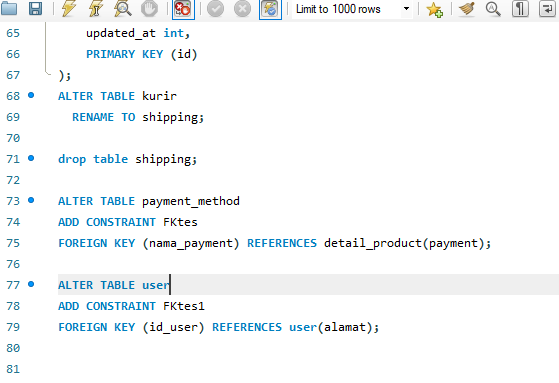 Limit to 1000 rows
65 updated_at int,
66 PRIMARY KEY (id)
67 );
68 ALTER TABLE kurir
69 RENAME TO shipping;
70
71 drop table shipping;
72
73 ALTER TABLE payment_method
74 ADD CONSTRAINT FKtes
75 FOREIGN KEY (nama_payment) REFERENCES detail_product(payment);
76
77 ALTER TABLE user
78 ADD CONSTRAINT FKtes1
79 FOREIGN KEY (id_user) REFERENCES user(alamat);
80
81